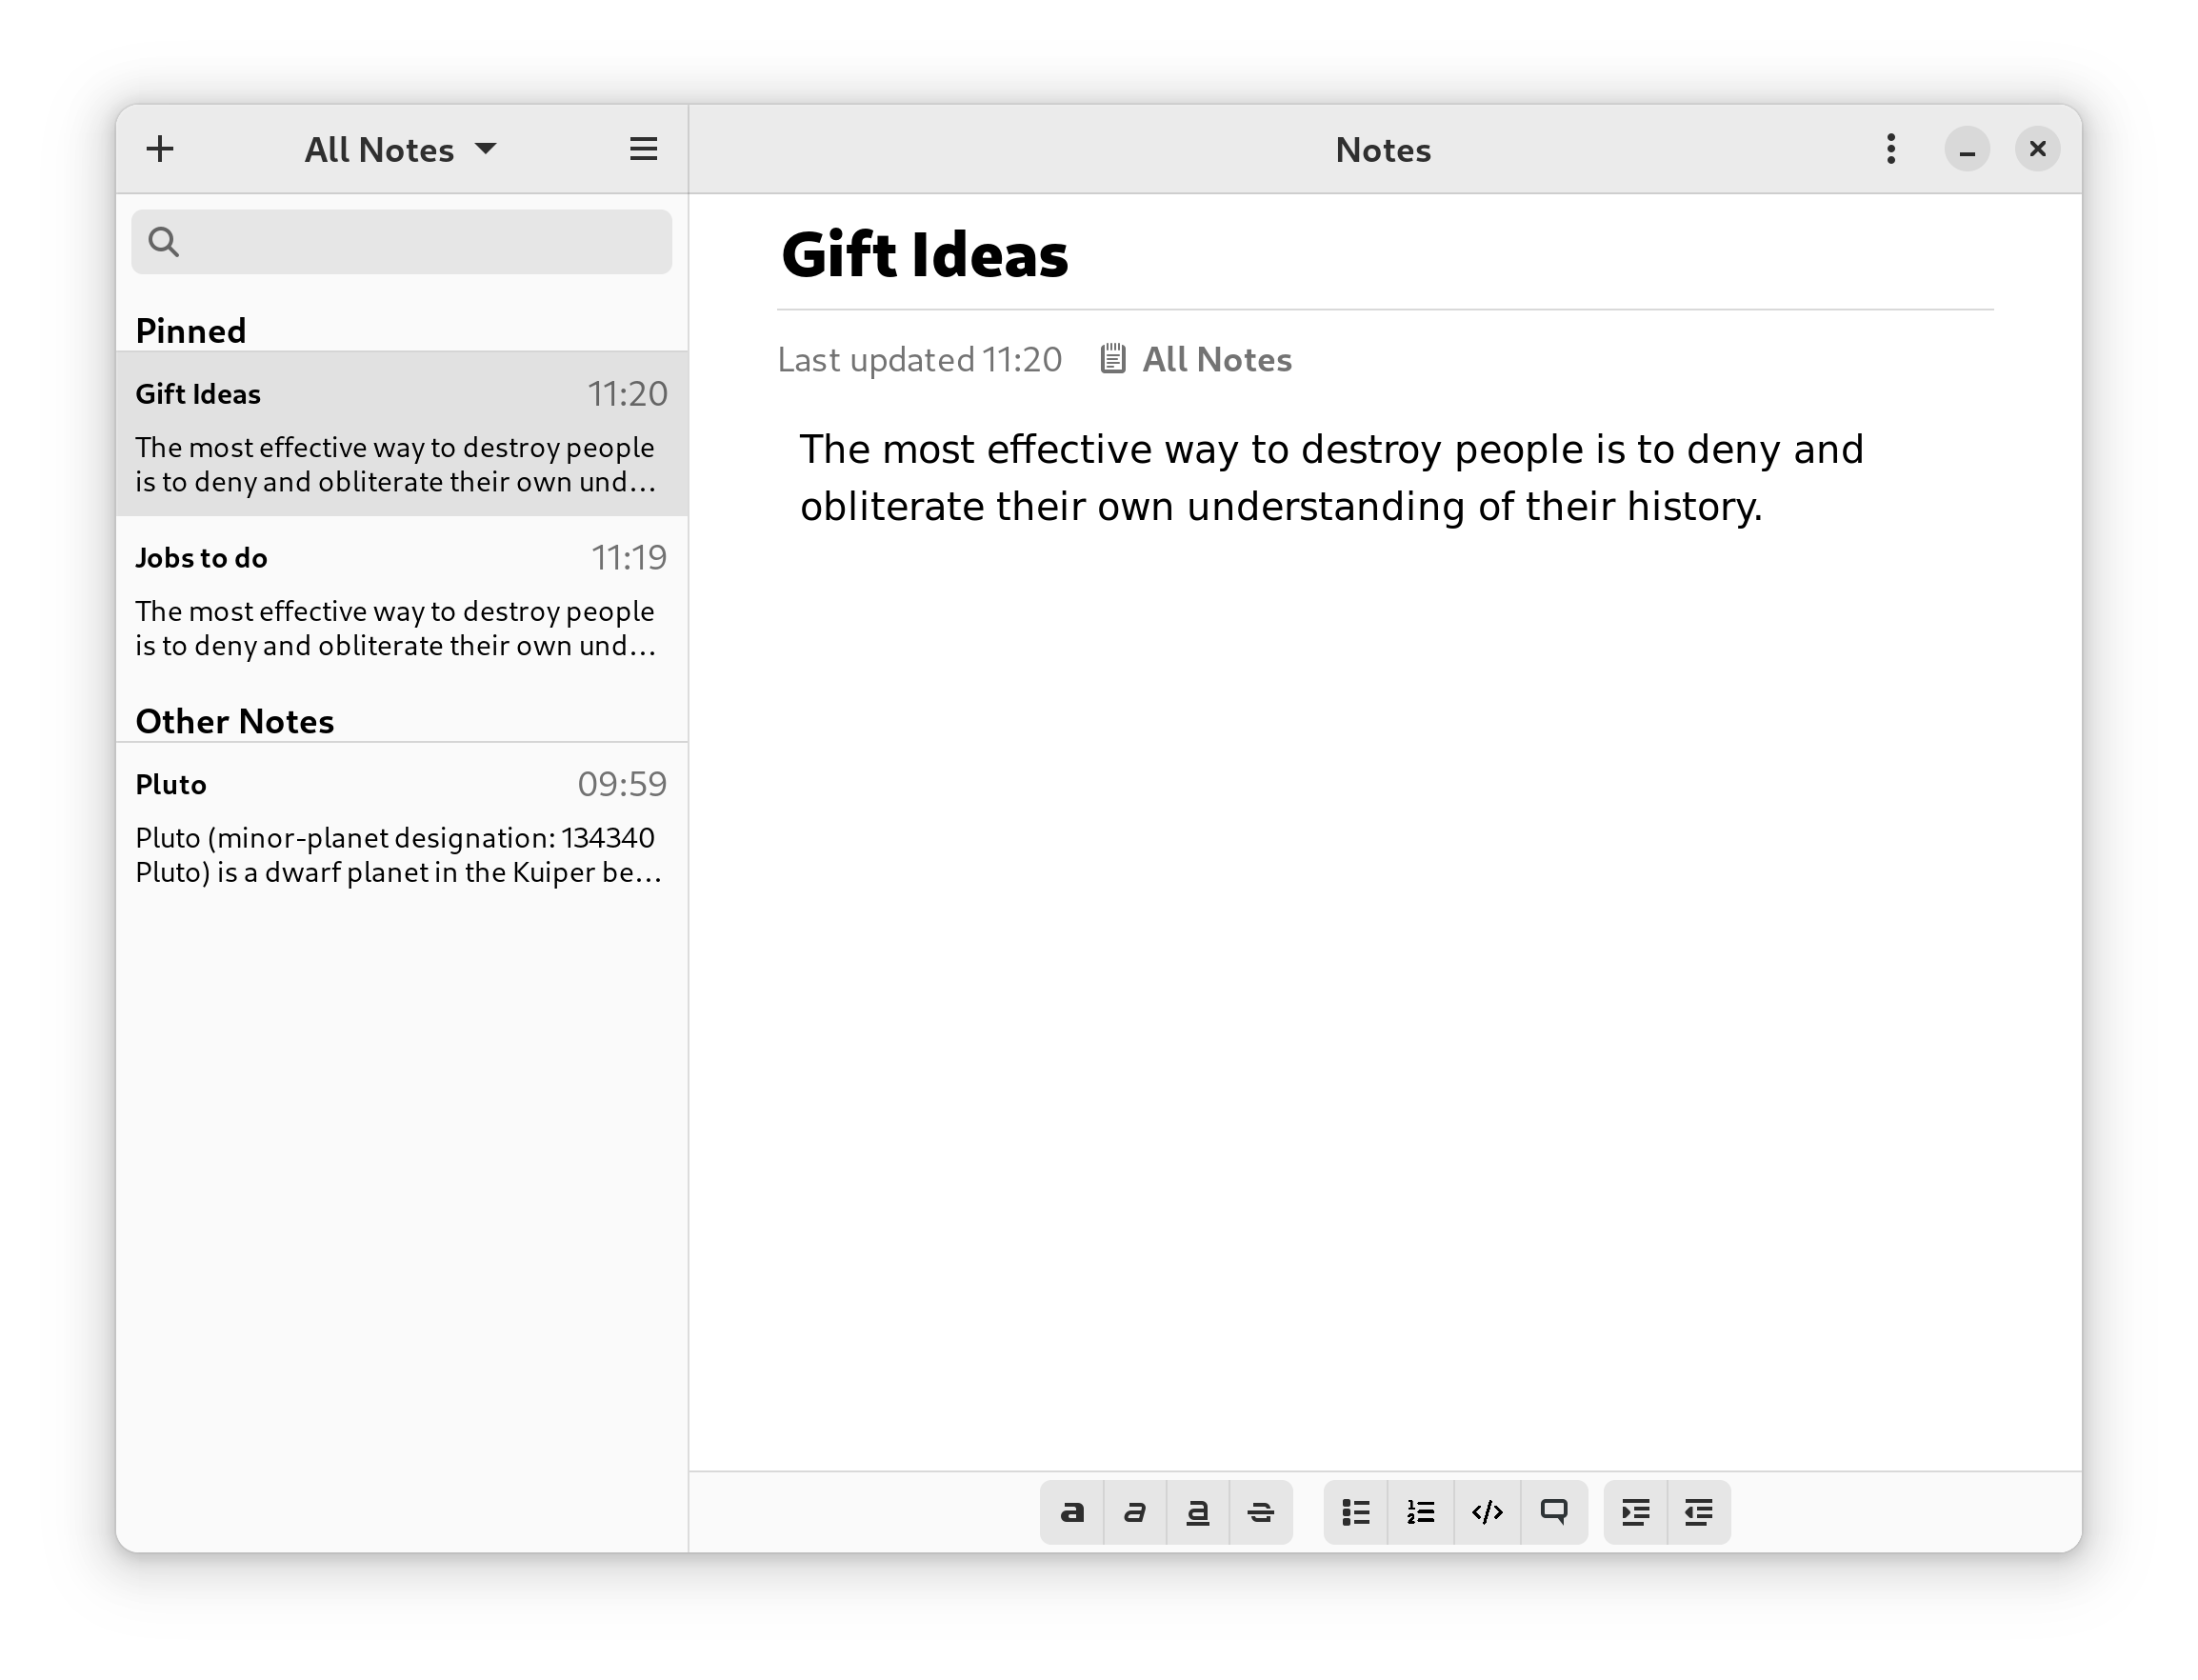 All Notes
Notes
Pinned
Gift Ideas 11:20
The most effective way to destroy people
is to deny and obliterate their own und…
Jobs to do 11:19
The most effective way to destroy people
is to deny and obliterate their own und…
Other Notes
Pluto 09:59
Pluto (minor-planet designation: 134340
Pluto) is a dwarf planet in the Kuiper be…
Gift Ideas
Last updated 11:20 All Notes
The most effective way to destroy people is to deny and
obliterate their own understanding of their history.